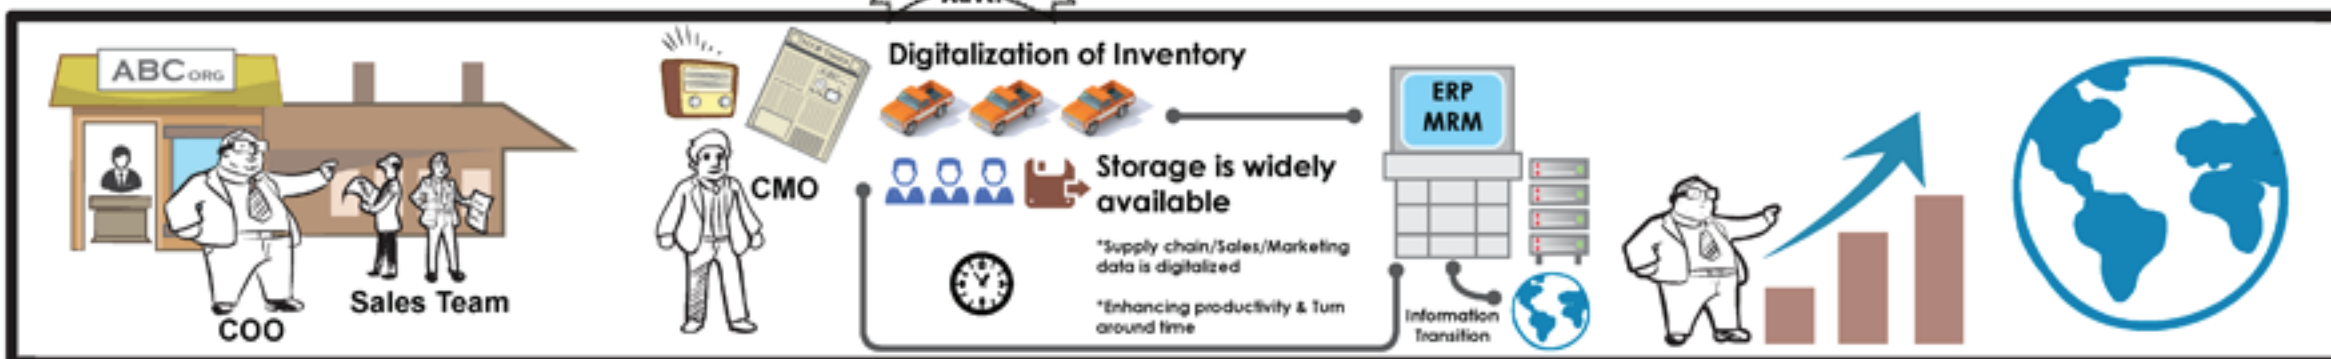 ABC ORG
COO
Sales Team
CMO
Digitalization of Inventory
Storage is widely
available
*Supply chain/Sales/Marketing
data is digitalized
*Enhancing productivity & Turn
around time
ERP
MRM
Information
Transition